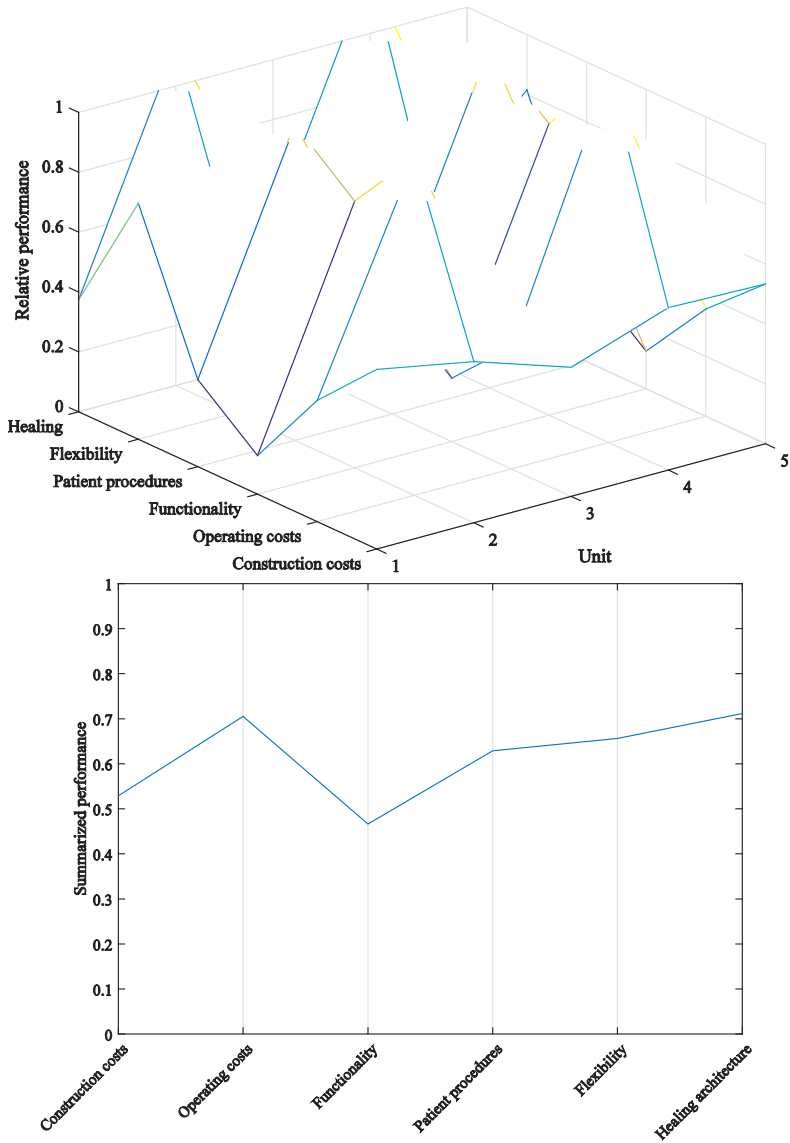 1
0.8
0.6
0.4
0.2
0
Relative performance
Healing
Flexibility
Patient procedures
Functionality
Operating costs
Construction costs
1
2
3
4
5
Unit
1
0.9
0.8
0.7
0.6
0.5
0.4
0.3
0.2
0.1
0
Summarized performance
Construction costs
Operating costs
Functionality
Patient procedures
Flexibility
Healing architecture